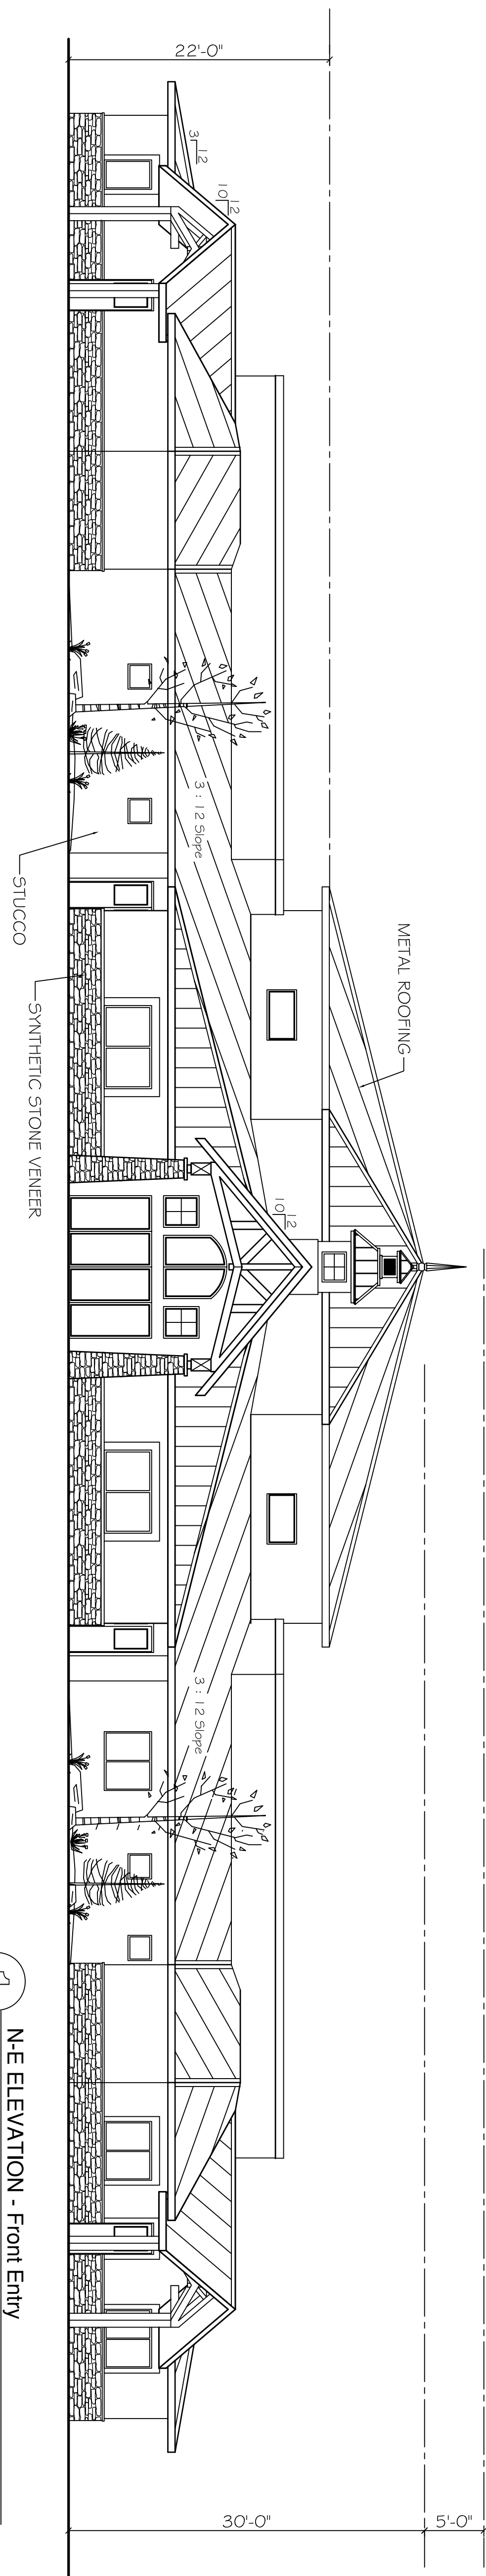 22'-0"
12
3
12
10
3 : 12 Slope
STUCCO
SYNTHETIC STONE VENEER
METAL ROOFING
12
10
3 : 12 Slope
1
N-E ELEVATION - Front Entry
30'-0"
5'-0"